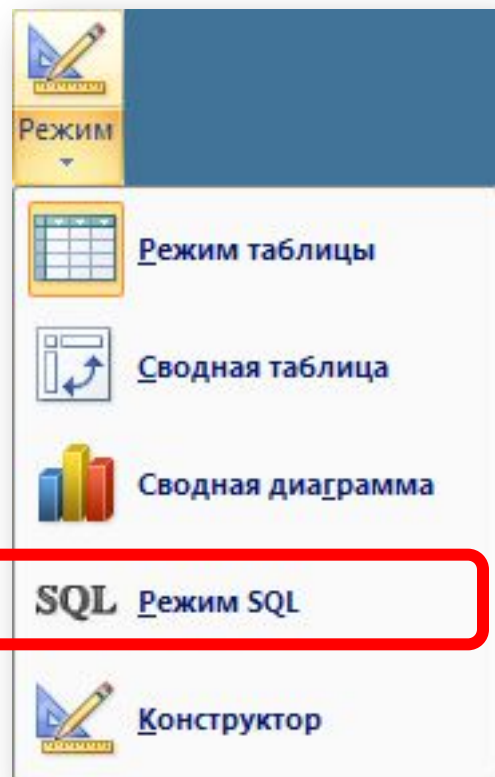 Режим
Режим таблицы
Сводная таблица
Сводная диаграмма
SQL Режим SQL
Конструктор